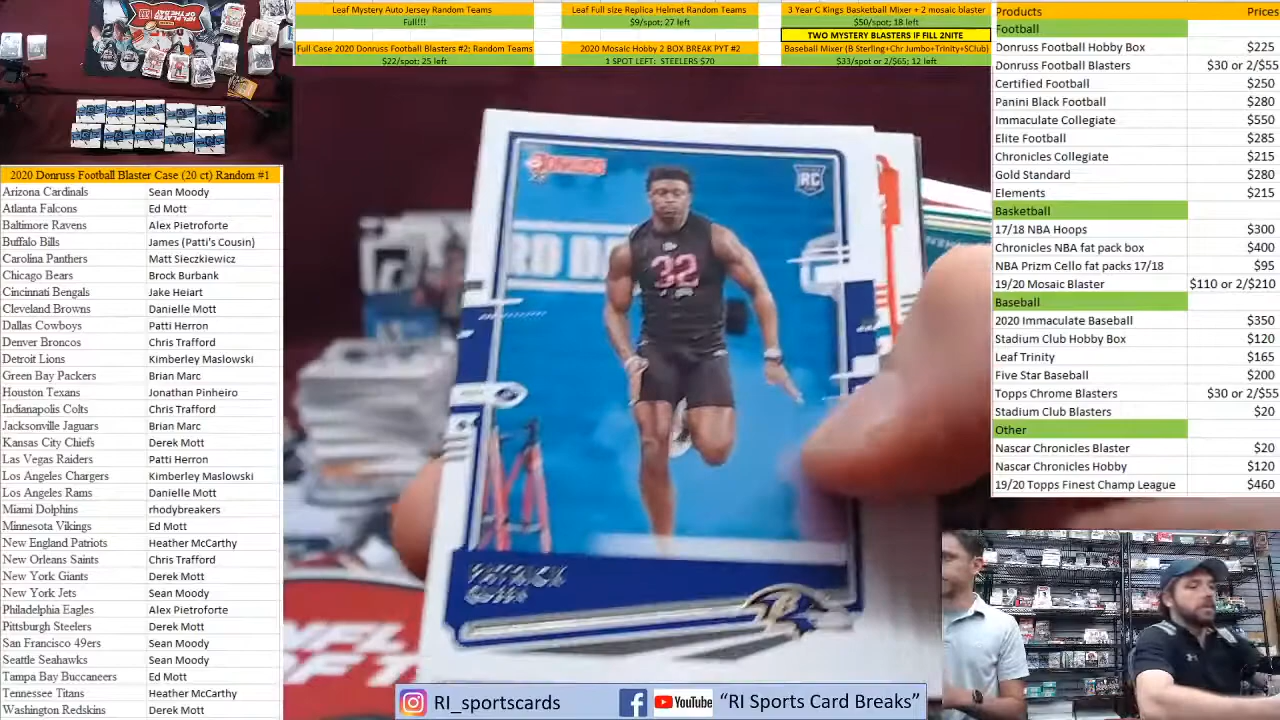 Leaf Mystery Auto Jersey Random Teams
Full!!!
Leaf Full size Replica Helmet Random Teams
$9/spot; 27 left
3 Year C Kings Basketball Mixer + 2 mosaic blaster
$50/spot; 18 left
TWO MYSTERY BLASTERS IF FILL 2NITE
Full Case 2020 Donruss Football Blasters #2: Random Teams
$22/spot; 25 left
2020 Mosaic Hobby 2 BOX BREAK PYT #2
1 SPOT LEFT: STEELERS $70
Baseball Mixer (B Sterling+Chr Jumbo+Trinity+SClub)
$33/spot or 2/$65; 12 left
2020 Donruss Football Blaster Case (20 ct) Random #1
Arizona Cardinals Sean Moody
Atlanta Falcons Ed Mott
Baltimore Ravens Alex Pietroforte
Buffalo Bills James (Patti's Cousin)
Carolina Panthers Matt Sieczkiewicz
Chicago Bears Brock Burbank
Cincinnati Bengals Jake Heiart
Cleveland Browns Danielle Mott
Dallas Cowboys Patti Herron
Denver Broncos Chris Trafford
Detroit Lions Kimberley Maslowski
Green Bay Packers Brian Marc
Houston Texans Jonathan Pinheiro
Indianapolis Colts Chris Trafford
Jacksonville Jaguars Brian Marc
Kansas City Chiefs Derek Mott
Las Vegas Raiders Patti Herron
Los Angeles Chargers Kimberley Maslowski
Los Angeles Rams Danielle Mott
Miami Dolphins rhodybreakers
Minnesota Vikings Ed Mott
New England Patriots Heather McCarthy
New Orleans Saints Chris Trafford
New York Giants Derek Mott
New York Jets Sean Moody
Philadelphia Eagles Alex Pietroforte
Pittsburgh Steelers Derek Mott
San Francisco 49ers Sean Moody
Seattle Seahawks Sean Moody
Tampa Bay Buccaneers Ed Mott
Tennessee Titans Heather McCarthy
Washington Redskins Derek Mott
DONRUSS
RC
32
PATRICK
QUEEN
Products Prices
Football
Donruss Football Hobby Box $225
Donruss Football Blasters $30 or 2/$55
Certified Football $250
Panini Black Football $280
Immaculate Collegiate $550
Elite Football $285
Chronicles Collegiate $215
Gold Standard $280
Elements $215
Basketball
17/18 NBA Hoops $300
Chronicles NBA fat pack box $400
NBA Prizm Cello fat packs 17/18 $95
19/20 Mosaic Blaster $110 or 2/$210
Baseball
2020 Immaculate Baseball $350
Stadium Club Hobby Box $120
Leaf Trinity $165
Five Star Baseball $200
Topps Chrome Blasters $30 or 2/$55
Stadium Club Blasters $20
Other
Nascar Chronicles Blaster $20
Nascar Chronicles Hobby $120
19/20 Topps Finest Champ League $460
RI_sportscards
YouTube
"RI Sports Card Breaks"